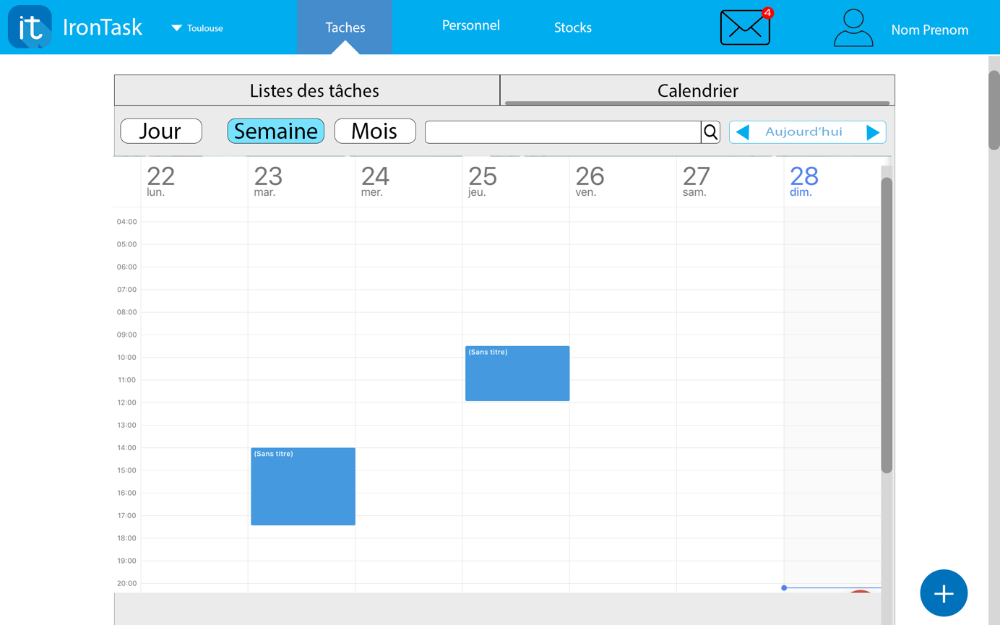 it IronTask Toulouse Taches Personnel Stocks 4 Nom Prenom
Listes des tâches Calendrier
Jour Semaine Mois Aujourd'hui
22 23 24 25 26 27 28
lun. mar. mer. jeu. ven. sam. dim.
04:00
05:00
06:00
07:00
08:00
09:00
(Sans titre)
10:00
11:00
12:00
13:00
14:00
(Sans titre)
15:00
16:00
17:00
18:00
19:00
20:00